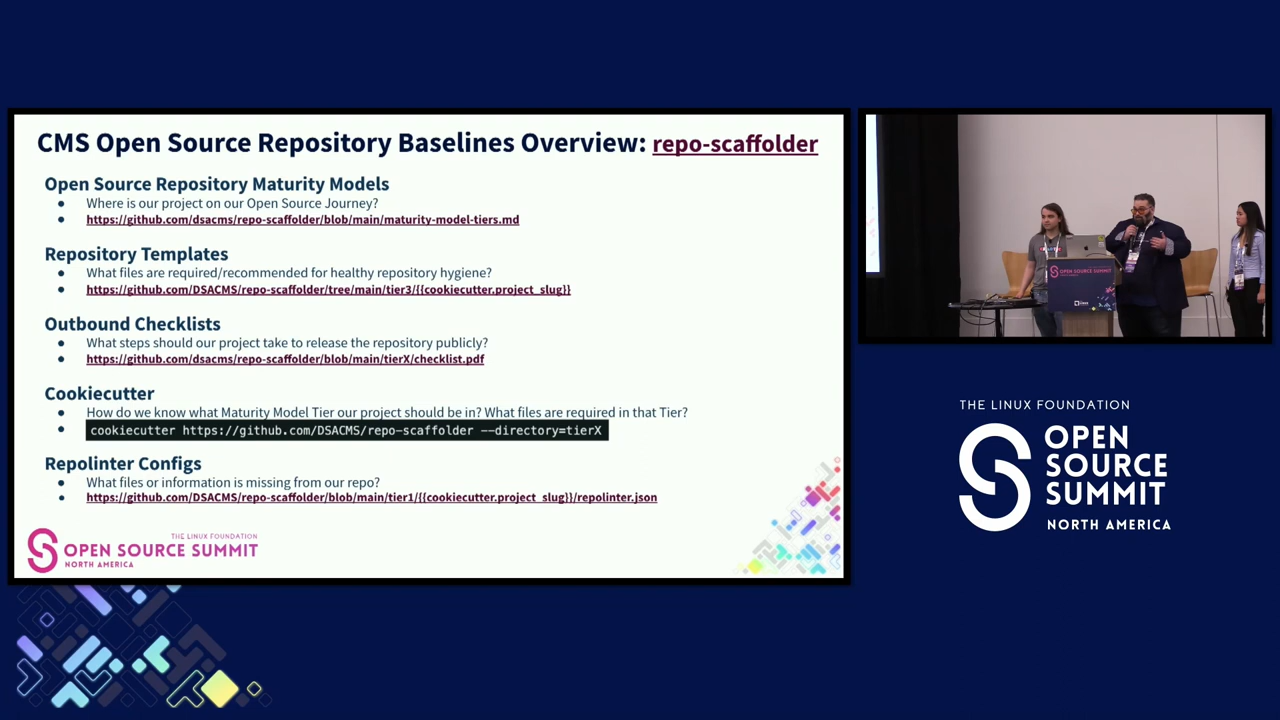 CMS Open Source Repository Baselines Overview: repo-scaffolder
Open Source Repository Maturity Models
● Where is our project on our Open Source Journey?
● https://github.com/dsacms/repo-scaffolder/blob/main/maturity-model-tiers.md
Repository Templates
● What files are required/recommended for healthy repository hygiene?
● https://github.com/DSACMS/repo-scaffolder/tree/main/tier3/{{cookiecutter.project_slug}}
Outbound Checklists
● What steps should our project take to release the repository publicly?
● https://github.com/dsacms/repo-scaffolder/blob/main/tierX/checklist.pdf
Cookiecutter
● How do we know what Maturity Model Tier our project should be in? What files are required in that Tier?
● cookiecutter https://github.com/DSACMS/repo-scaffolder --directory=tierX
Repolinter Configs
● What files or information is missing from our repo?
● https://github.com/DSACMS/repo-scaffolder/blob/main/tier1/{{cookiecutter.project_slug}}/repolinter.json
THE LINUX FOUNDATION
OPEN SOURCE SUMMIT
NORTH AMERICA
OPEN SOURCE SUMMIT
THE LINUX FOUNDATION
OPEN
SOURCE
SUMMIT
NORTH AMERICA